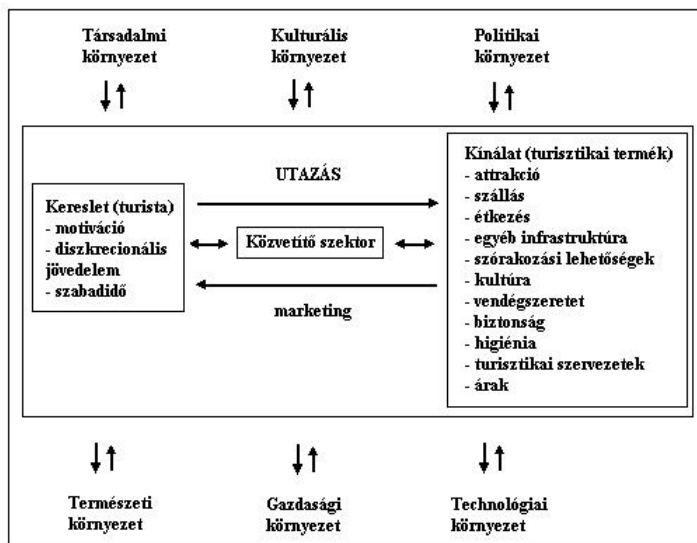 Társadalmi
környezet
Kulturális
környezet
Politikai
környezet
Kereslet (turista)
- motiváció
- diszkrecionális
jövedelem
- szabadidő
UTAZÁS
Közvetítő szektor
marketing
Kínálat (turisztikai termék)
- attrakció
- szállás
- étkezés
- egyéb infrastruktúra
- szórakozási lehetőségek
- kultúra
- vendégszeretet
- biztonság
- higiénia
- turisztikai szervezetek
- árak
Természeti
környezet
Gazdasági
környezet
Technológiai
környezet